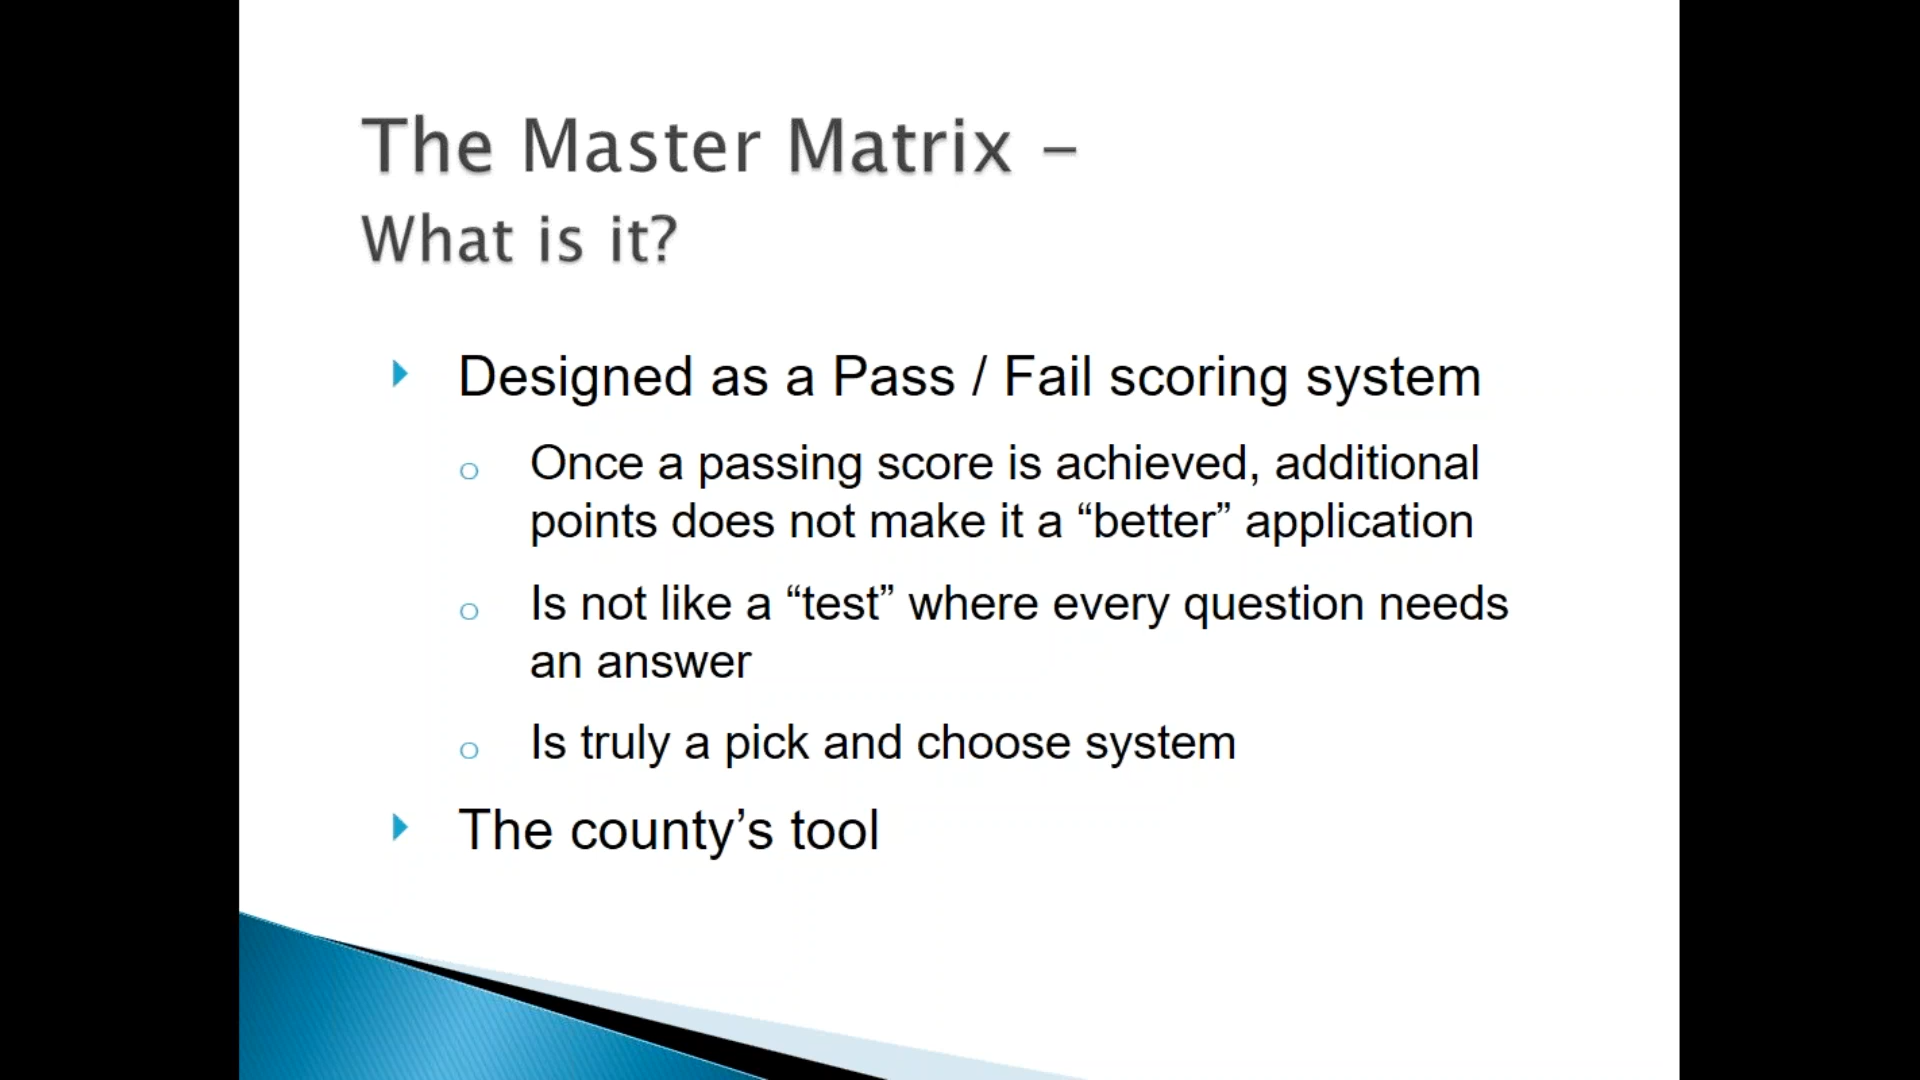 The Master Matrix –
What is it?
Designed as a Pass / Fail scoring system
Once a passing score is achieved, additional
points does not make it a “better” application
Is not like a “test” where every question needs
an answer
Is truly a pick and choose system
The county’s tool